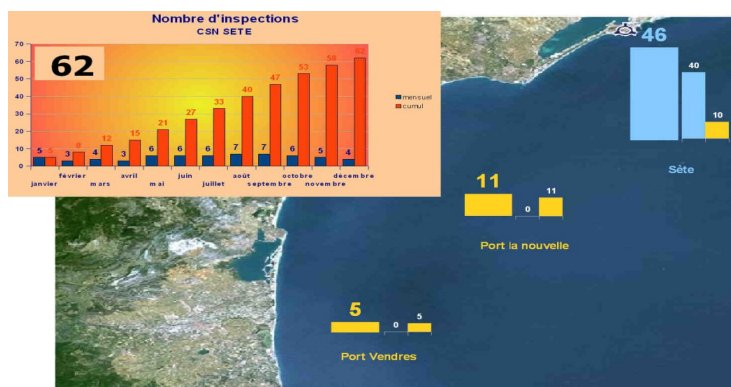 Nombre d'inspections
CSN SETE
62
70
60
50
40
30
20
10
0
5 5 3 8 4 12 3 15 6 21 6 27 6 33 7 40 7 47 6 53 5 58 4 62
janvier février mars avril mai juin juillet août septembre octobre novembre décembre
mensuel
cumul
46
40
10
Sète
11
0
11
Port la nouvelle
5
0
5
Port Vendres